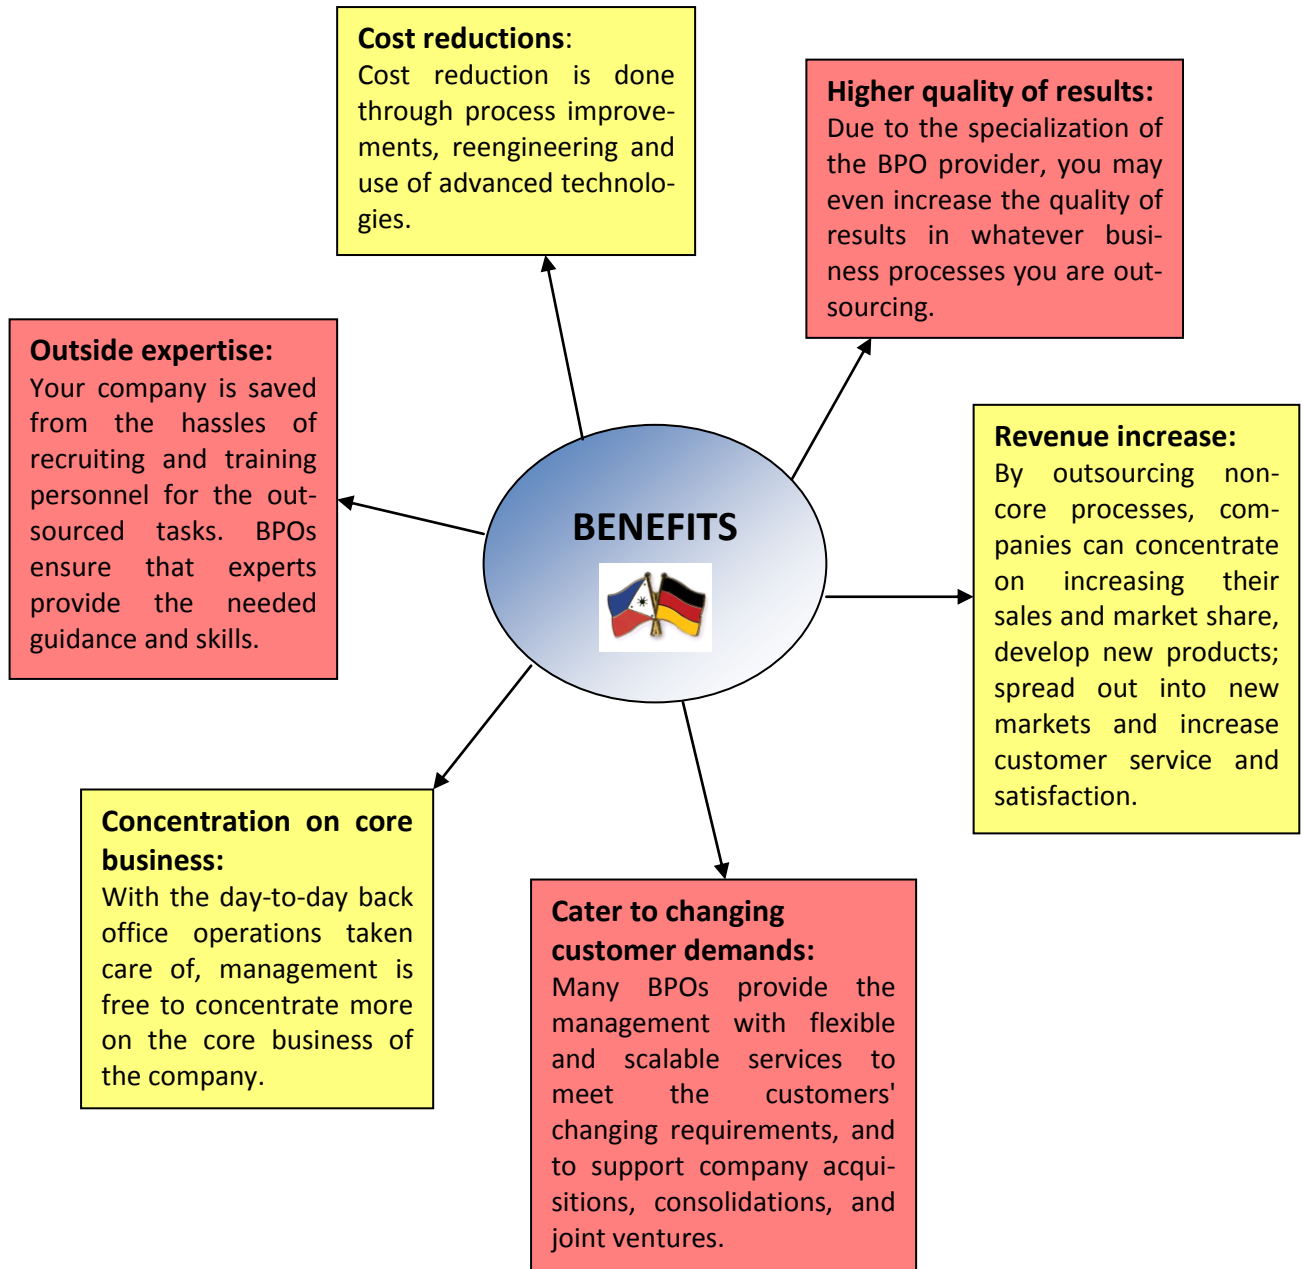 Cost reductions:
Cost reduction is done
through process improve-
ments, reengineering and
use of advanced technolo-
gies.
Higher quality of results:
Due to the specialization of
the BPO provider, you may
even increase the quality of
results in whatever busi-
ness processes you are out-
sourcing.
Outside expertise:
Your company is saved
from the hassles of
recruiting and training
personnel for the out-
sourced tasks. BPOs
ensure that experts
provide the needed
guidance and skills.
BENEFITS
Revenue increase:
By outsourcing non-
core processes, com-
panies can concentrate
on increasing their
sales and market share,
develop new products;
spread out into new
markets and increase
customer service and
satisfaction.
Concentration on core
business:
With the day-to-day back
office operations taken
care of, management is
free to concentrate more
on the core business of
the company.
Cater to changing
customer demands:
Many BPOs provide the
management with flexible
and scalable services to
meet the customers'
changing requirements, and
to support company acqui-
sitions, consolidations, and
joint ventures.